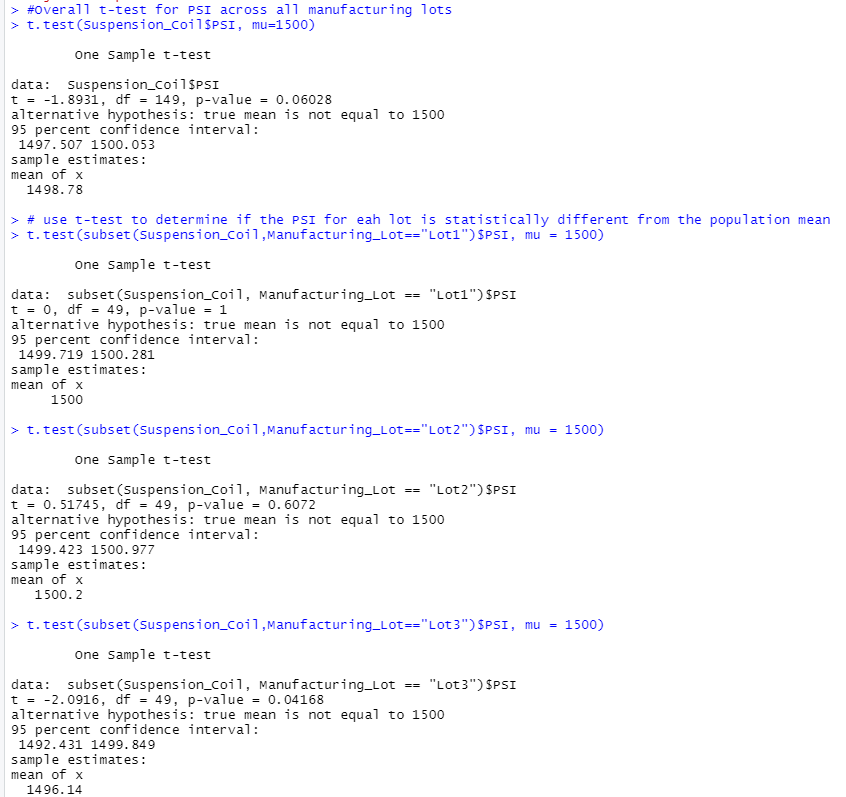 > #Overall t-test for PSI across all manufacturing lots
> t.test(Suspension_Coil$PSI, mu=1500)
One Sample t-test
data:  Suspension_Coil$PSI
t = -1.8931, df = 149, p-value = 0.06028
alternative hypothesis: true mean is not equal to 1500
95 percent confidence interval:
1497.507 1500.053
sample estimates:
mean of x
1498.78
> # use t-test to determine if the PSI for eah lot is statistically different from the population mean
> t.test(subset(Suspension_Coil,Manufacturing_Lot=="Lot1")$PSI, mu = 1500)
One Sample t-test
data:  subset(Suspension_Coil, Manufacturing_Lot == "Lot1")$PSI
t = 0, df = 49, p-value = 1
alternative hypothesis: true mean is not equal to 1500
95 percent confidence interval:
1499.719 1500.281
sample estimates:
mean of x
1500
> t.test(subset(Suspension_Coil,Manufacturing_Lot=="Lot2")$PSI, mu = 1500)
One Sample t-test
data:  subset(Suspension_Coil, Manufacturing_Lot == "Lot2")$PSI
t = 0.51745, df = 49, p-value = 0.6072
alternative hypothesis: true mean is not equal to 1500
95 percent confidence interval:
1499.423 1500.977
sample estimates:
mean of x
1500.2
> t.test(subset(Suspension_Coil,Manufacturing_Lot=="Lot3")$PSI, mu = 1500)
One Sample t-test
data:  subset(Suspension_Coil, Manufacturing_Lot == "Lot3")$PSI
t = -2.0916, df = 49, p-value = 0.04168
alternative hypothesis: true mean is not equal to 1500
95 percent confidence interval:
1492.431 1499.849
sample estimates:
mean of x
1496.14